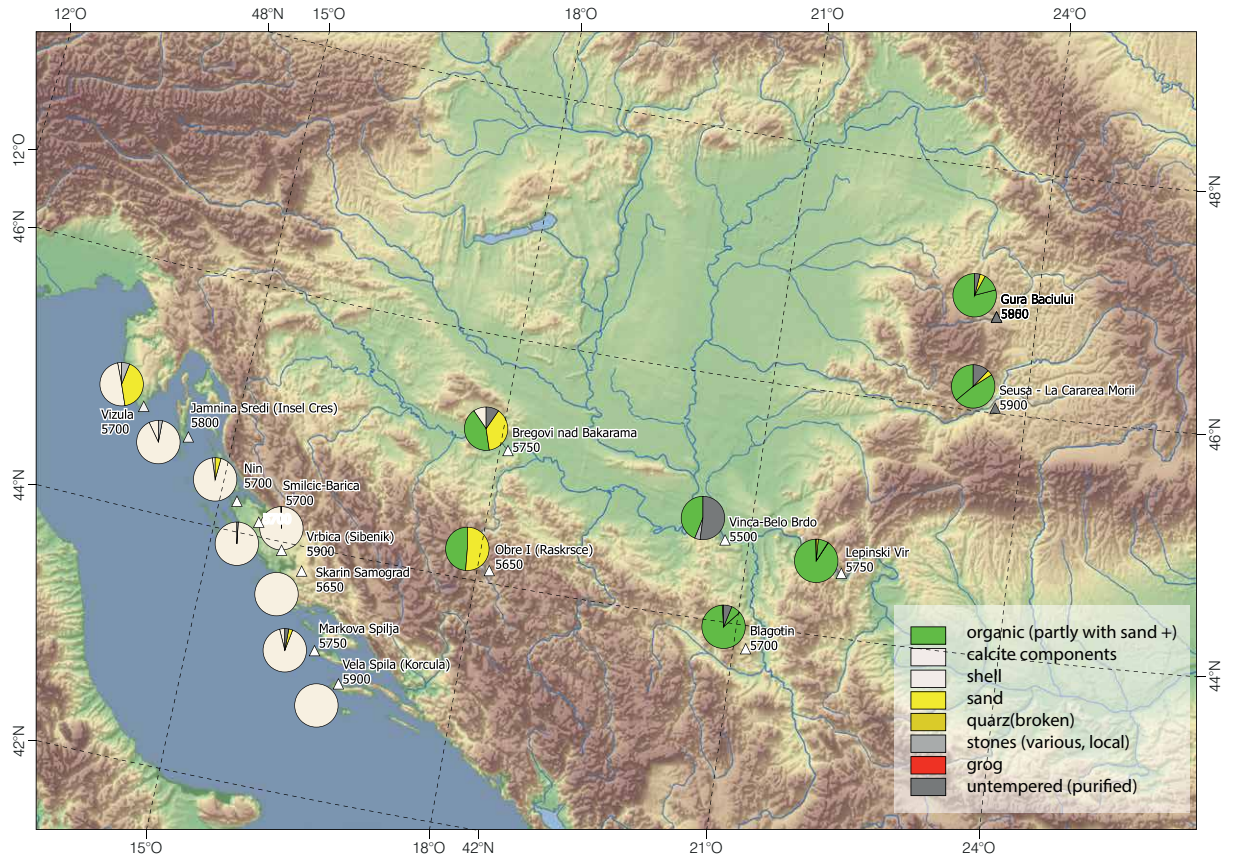 12°O 48°N 15°O 18°O 21°O 24°O
12°O
48°N
46°N
Gura Baciului
Seusa - La Cararea Morii
5900
Jamnina Sredi (Insel Cres)
5800
Vizula
5700
Bregovi nad Bakarama
5750
46°N
Nin
5700
44°N
Smilcic-Barica
5700
Vinca-Belo Brdo
5500
Vrbica (Sibenik)
5900
Obre I (Raskrsce)
5650
Lepinski Vir
5750
Skarin Samograd
5650
Markova Spilja
5750
Blagotin
5700
Vela Spila (Korcula)
5900
organic (partly with sand +)
calcite components
shell
44°N
sand
quarz(broken)
42°N
stones (various, local)
grog
untempered (purified)
15°O 18°O 42°N 21°O 24°O